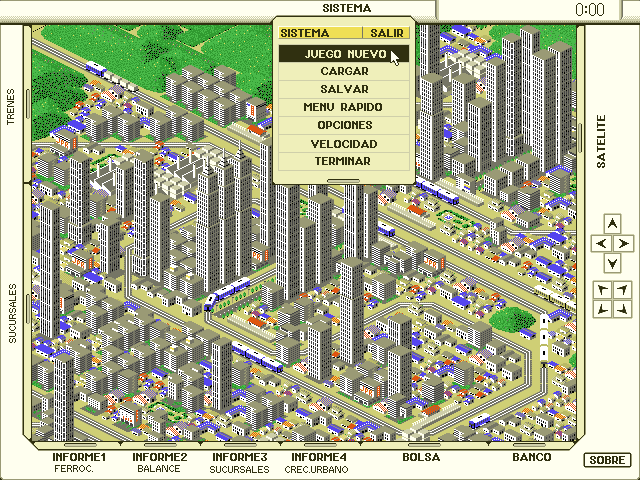 SISTEMA
0:00
SISTEMA SALIR
JUEGO NUEVO
CARGAR
SALVAR
MENU RAPIDO
OPCIONES
VELOCIDAD
TERMINAR
TRENES
SATELITE
SUCURSALES
INFORME1 INFORME2 INFORME3 INFORME4 BOLSA BANCO
FERROC. BALANCE SUCURSALES CREC.URBANO
SOBRE